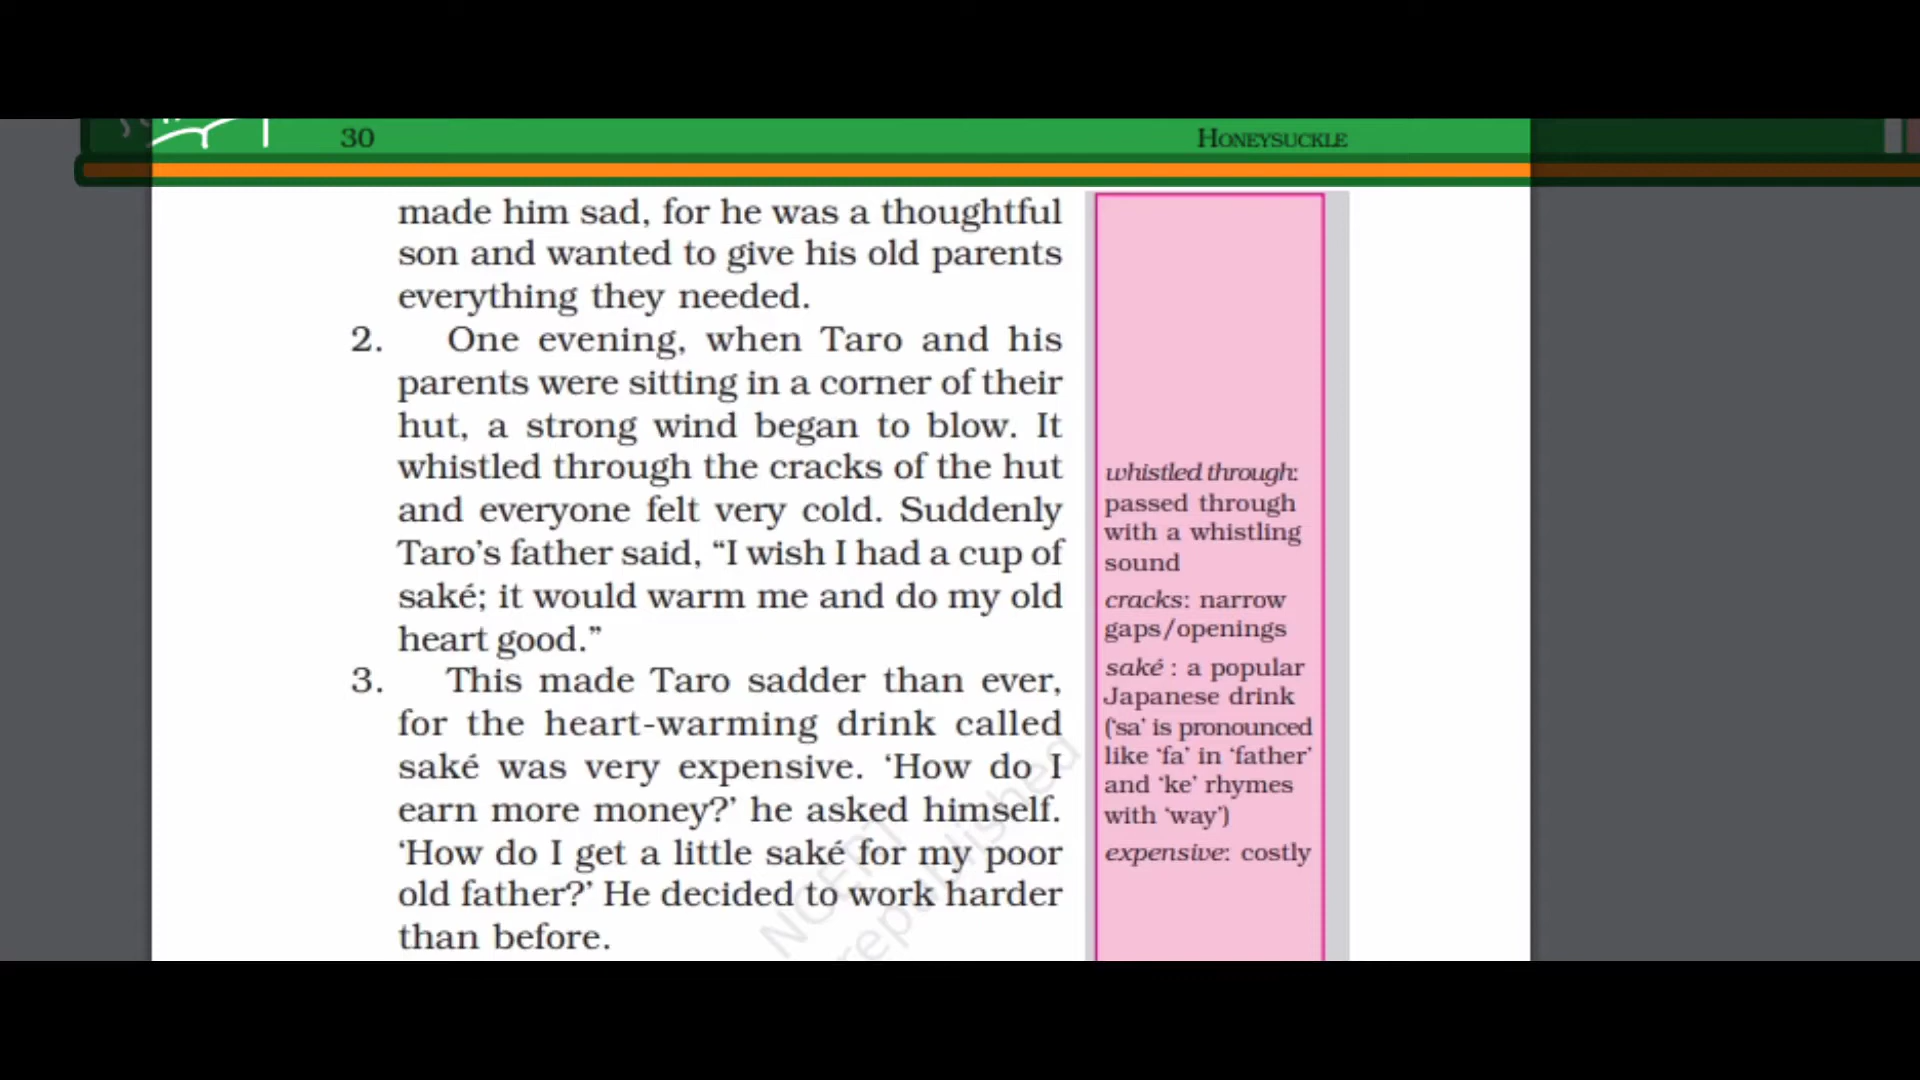 30
HONEYSUCKLE
made him sad, for he was a thoughtful
son and wanted to give his old parents
everything they needed.
2. One evening, when Taro and his
parents were sitting in a corner of their
hut, a strong wind began to blow. It
whistled through the cracks of the hut
and everyone felt very cold. Suddenly
Taro’s father said, “I wish I had a cup of
saké; it would warm me and do my old
heart good.”
3. This made Taro sadder than ever,
for the heart-warming drink called
saké was very expensive. ‘How do I
earn more money?’ he asked himself.
‘How do I get a little saké for my poor
old father?’ He decided to work harder
than before.
whistled through:
passed through
with a whistling
sound
cracks: narrow
gaps/openings
saké : a popular
Japanese drink
(‘sa’ is pronounced
like ‘fa’ in ‘father’
and ‘ke’ rhymes
with ‘way’)
expensive: costly
NCERT
republished